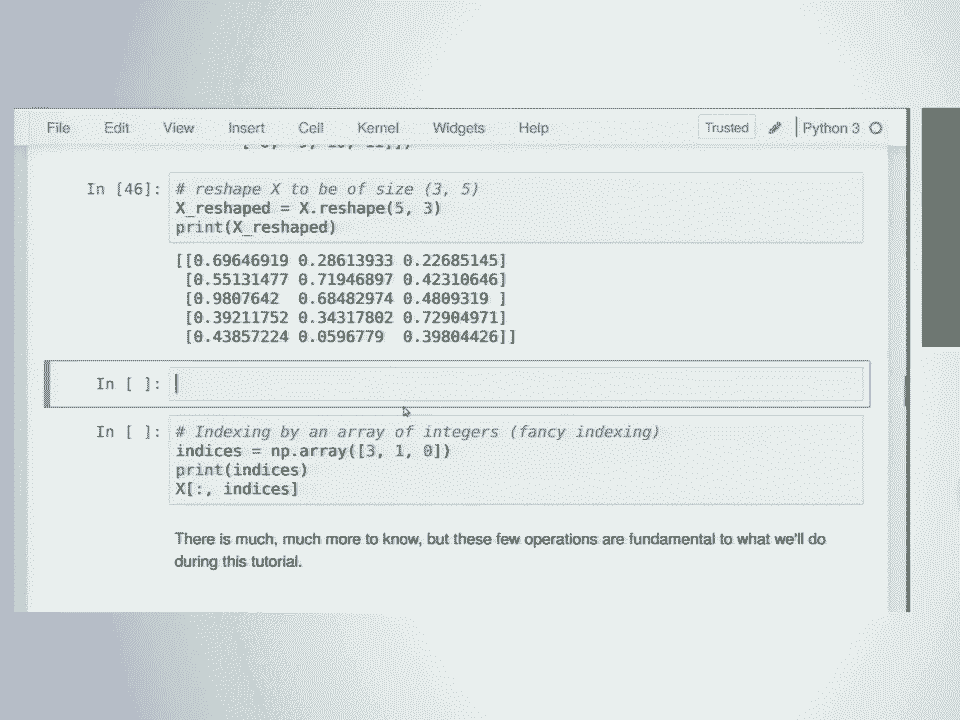 File Edit View Insert Cell Kernel Widgets Help Trusted Python 3
In [46]: # reshape X to be of size (3, 5)
X_reshaped = X.reshape(5, 3)
print(X_reshaped)
[[0.69646919 0.28613933 0.22685145]
[0.55131477 0.71946897 0.42310646]
[0.9807642 0.68482974 0.4809319 ]
[0.39211752 0.34317802 0.72904971]
[0.43857224 0.0596779 0.39804426]]
In [ ]:
In [ ]: # Indexing by an array of integers (fancy indexing)
indices = np.array([3, 1, 0])
print(indices)
X[:, indices]
There is much, much more to know, but these few operations are fundamental to what we'll do
during this tutorial.